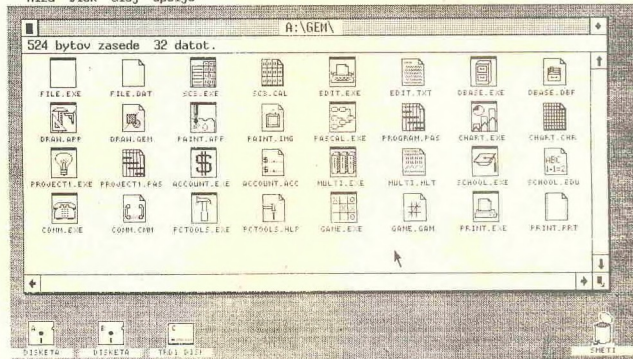 A:\GEM\
524 bytov zasede 32 datot.
FILE.EXE FILE.DAT SCS.EXE SCS.CAL EDIT.EXE EDIT.TXT DBASE.EXE DBASE.DBF
DRAW.APP DRAW.GEM PAINT.APP PAINT.IMG PASCAL.EXE PROGRAM.PAS CHART.EXE CHART.CHR
PROJECT1.EXE PROJECT1.PAS ACCOUNT.EXE ACCOUNT.ACC MULTI.EXE MULTI.MLT SCHOOL.EXE SCHOOL.EDU
COMM.EXE COMM.CMM PCTOOLS.EXE PCTOOLS.HLP GAME.EXE GAME.GAM PRINT.EXE PRINT.PRT
DISKETA DISKETA TRDI DISK SMETI